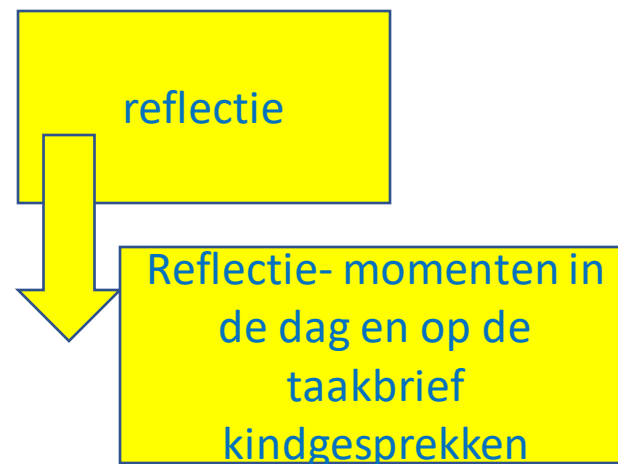 reflectie
Reflectie- momenten in
de dag en op de
taakbrief
kindgesprekken